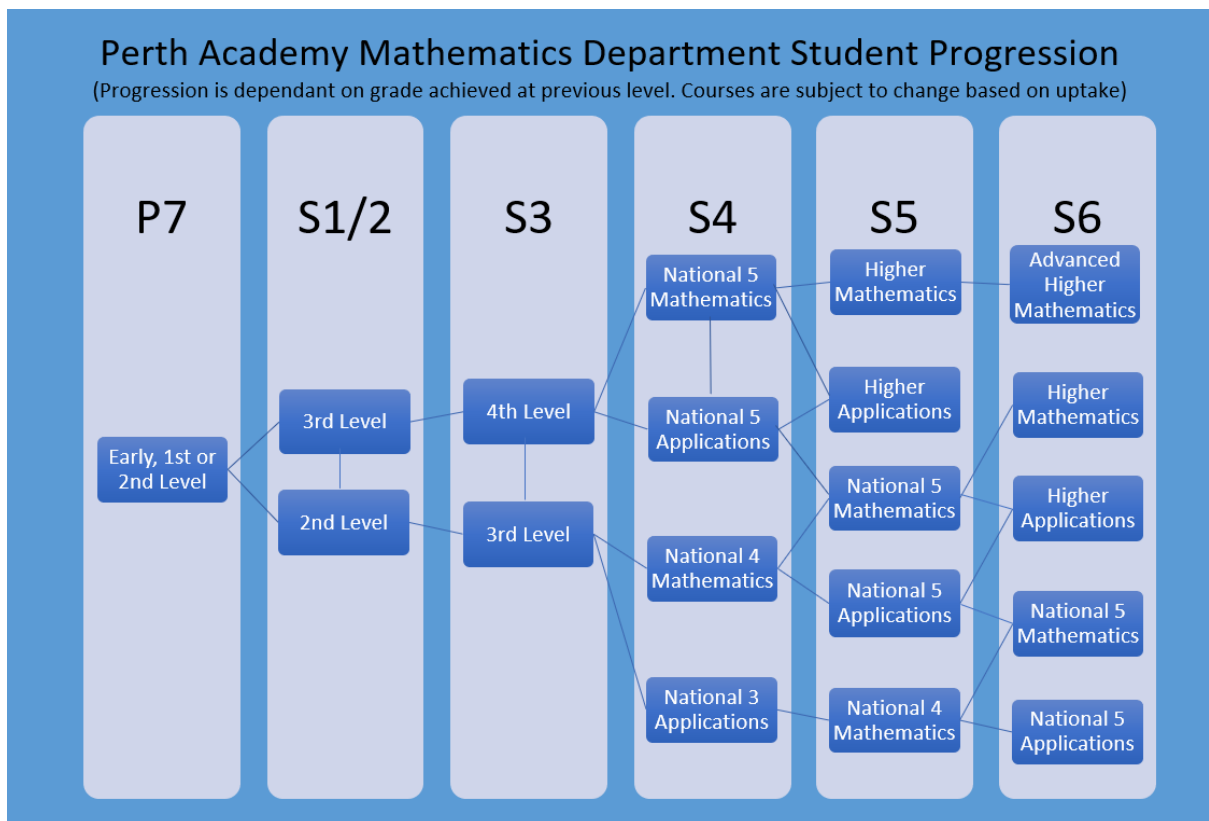 Perth Academy Mathematics Department Student Progression
(Progression is dependant on grade achieved at previous level. Courses are subject to change based on uptake)
P7
Early, 1st or
2nd Level
S1/2
3rd Level
2nd Level
S3
4th Level
3rd Level
S4
National 5
Mathematics
National 5
Applications
National 4
Mathematics
National 3
Applications
S5
Higher
Mathematics
Higher
Applications
National 5
Mathematics
National 5
Applications
National 4
Mathematics
S6
Advanced
Higher
Mathematics
Higher
Mathematics
Higher
Applications
National 5
Mathematics
National 5
Applications